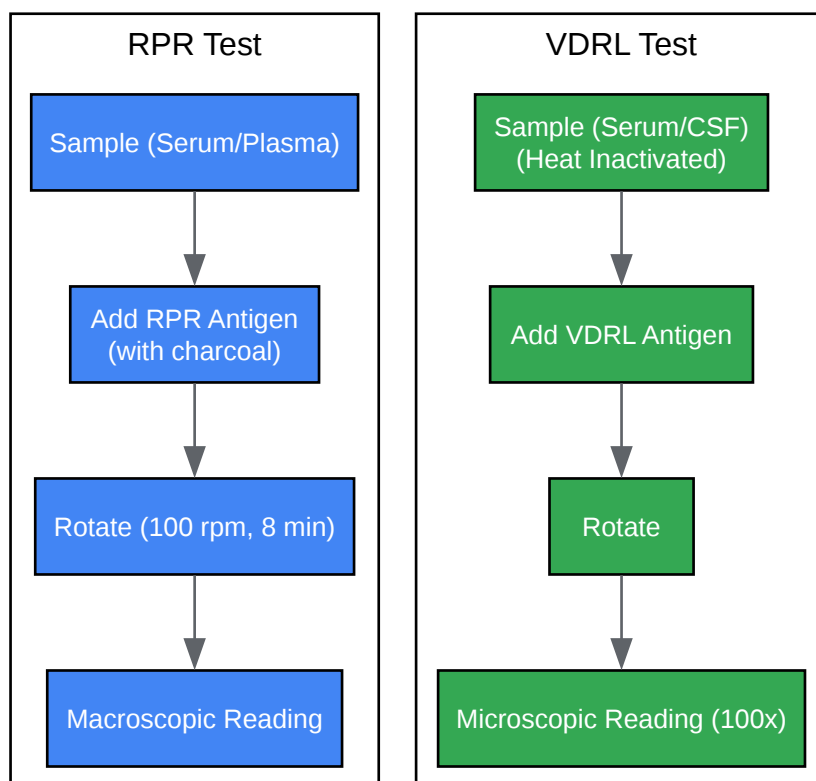 RPR Test
Sample (Serum/Plasma)
Add RPR Antigen
(with charcoal)
Rotate (100 rpm, 8 min)
Macroscopic Reading
VDRL Test
Sample (Serum/CSF)
(Heat Inactivated)
Add VDRL Antigen
Rotate
Microscopic Reading (100x)